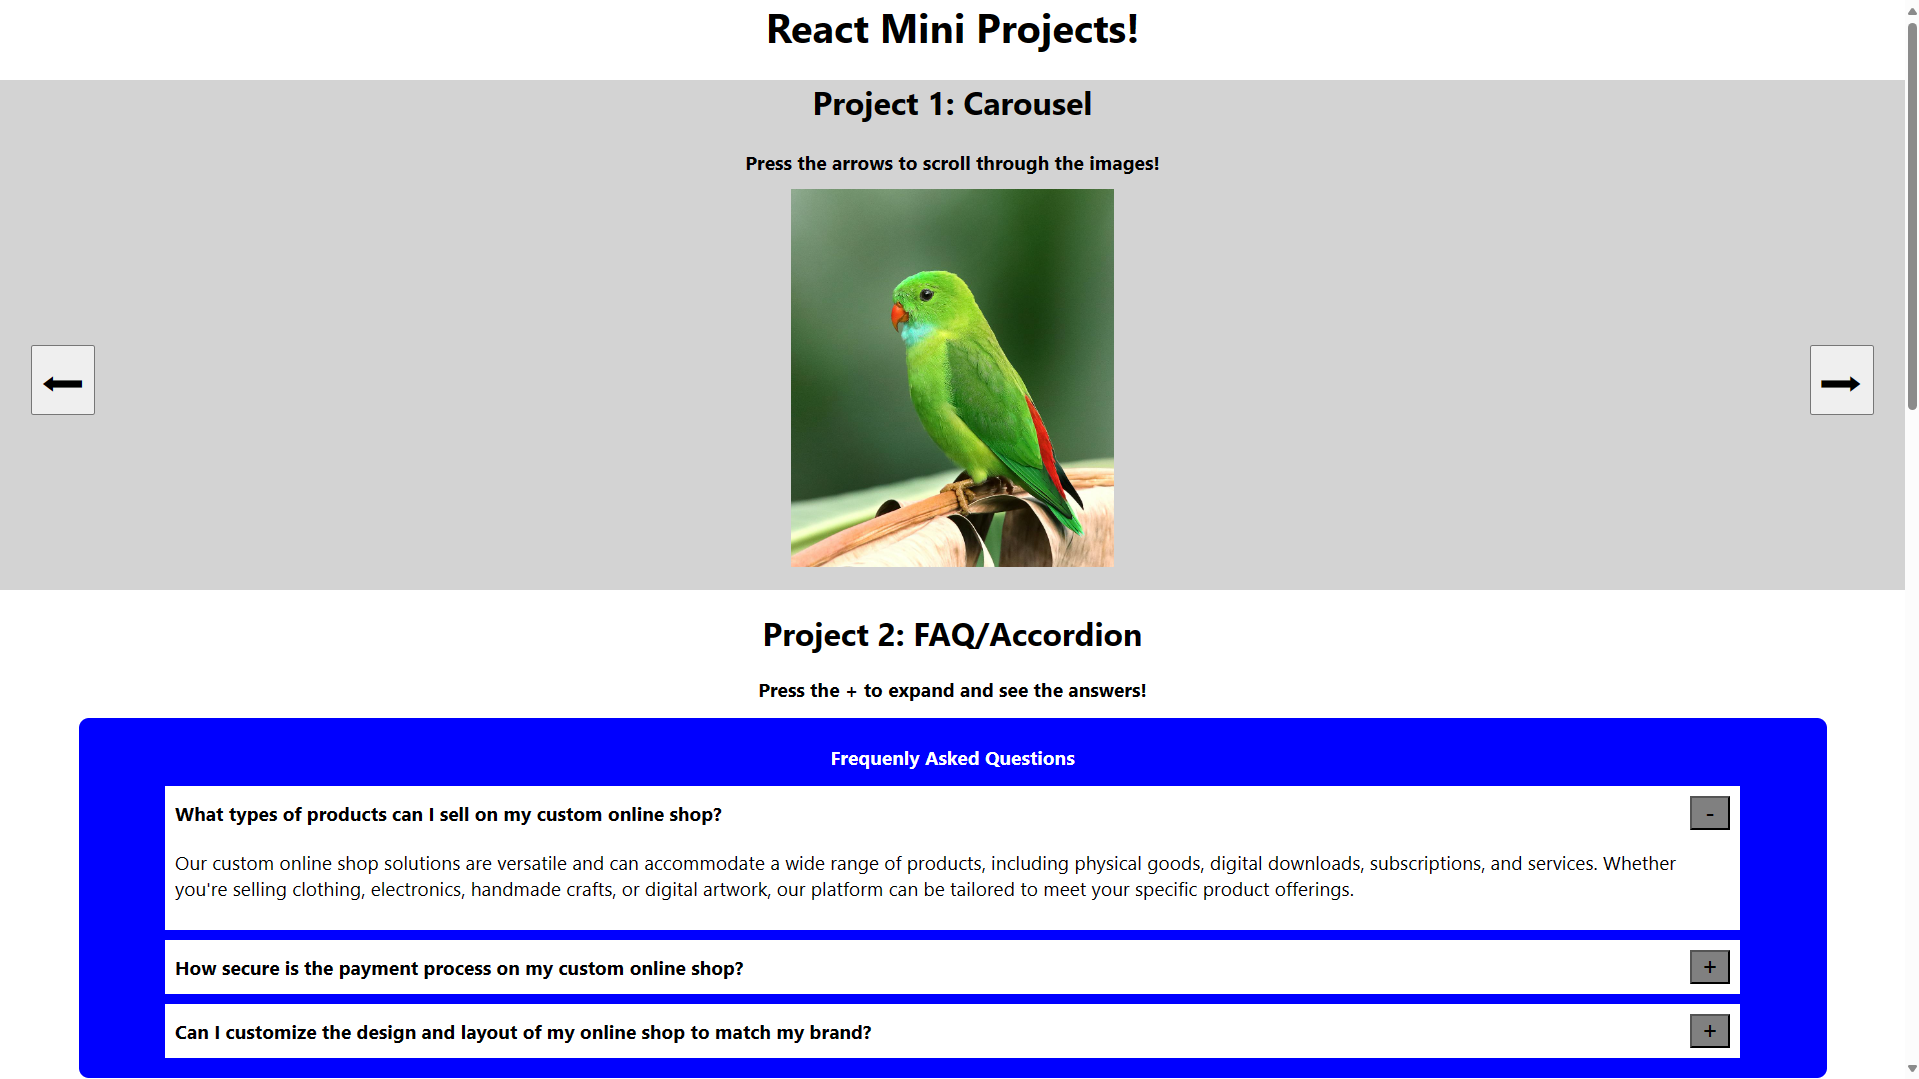 React Mini Projects!
Project 1: Carousel
Press the arrows to scroll through the images!
Project 2: FAQ/Accordion
Press the + to expand and see the answers!
Frequenly Asked Questions
What types of products can I sell on my custom online shop?
-
Our custom online shop solutions are versatile and can accommodate a wide range of products, including physical goods, digital downloads, subscriptions, and services. Whether
you're selling clothing, electronics, handmade crafts, or digital artwork, our platform can be tailored to meet your specific product offerings.
How secure is the payment process on my custom online shop?
+
Can I customize the design and layout of my online shop to match my brand?
+